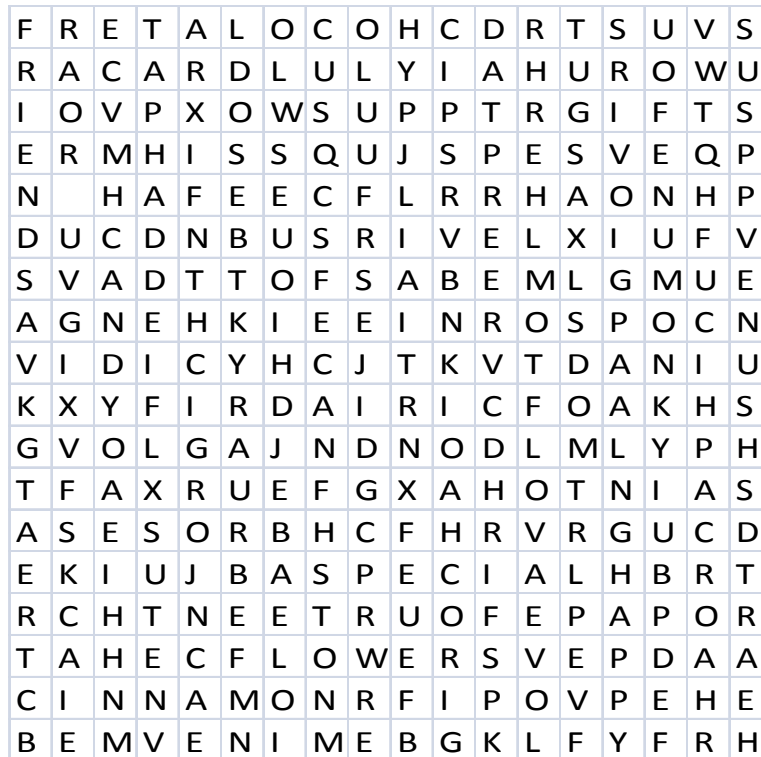 F R E T A L O C O H C D R T S U V S
R A C A R D L U L Y I A H U R O W U
I O V P X O W S U P P T R G I F T S
E R M H I S S Q U J S P E S V E Q P
N H A F E E C F L R R H A O N H P
D U C D N B U S R I V E L X I U F V
S V A D T T O F S A B E M L G M U E
A G N E H K I E E I N R O S P O C N
V I D I C Y H C J T K V T D A N I U
K X Y F I R D A I R I C F O A K H S
G V O L G A J N D N O D L M L Y P H
T F A X R U E F G X A H O T N I A S
A S E S O R B H C F H R V R G U C D
E K I U J B A S P E C I A L H B R T
R C H T N E E T R U O F E P A P O R
T A H E C F L O W E R S V E P D A A
C I N N A M O N R F I P O V P E H E
B E M V E N I M E B G K L F Y F R H